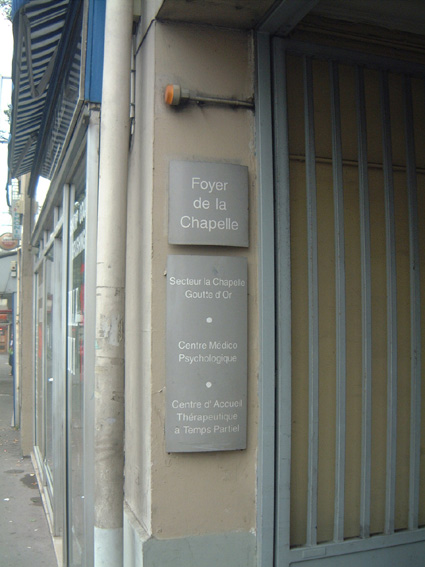 Foyer
de la
Chapelle
Secteur la Chapelle
Goutte d'Or
Centre Médico
Psychologique
Centre d' Accueil
Thérapeutique
a Temps Partiel